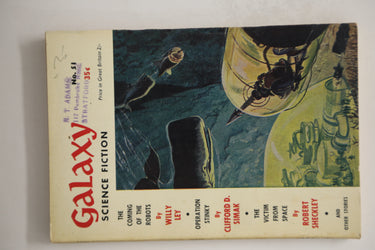 Galaxy
SCIENCE FICTION
No. 51
35¢
Price in Great Britain 2/-
R. T. ADAMS
STRATFORD
THE
COMING
OF THE
ROBOTS
By
WILLY
LEY
OPERATION
STINKY
By
CLIFFORD D.
SIMAK
THE
VICTIM
FROM
SPACE
By
ROBERT
SHECKLEY
AND
OTHER STORIES